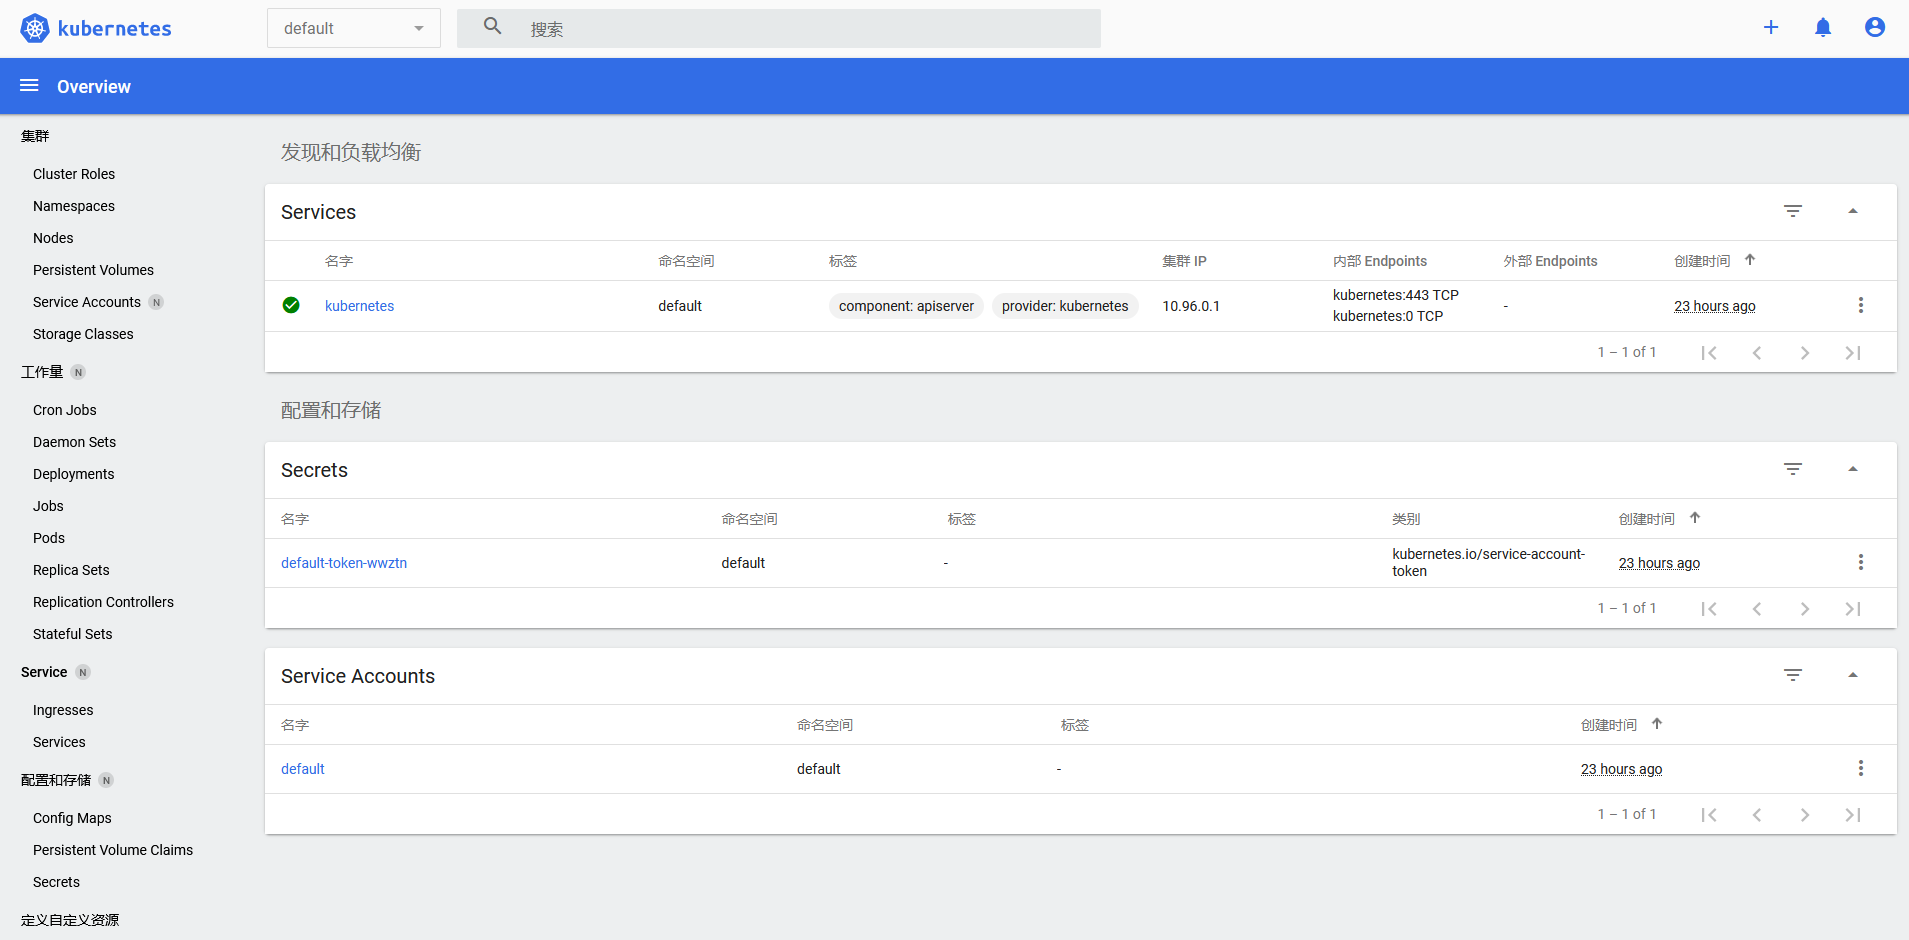 kubernetes
default
搜索
Overview
集群
Cluster Roles
Namespaces
Nodes
Persistent Volumes
Service Accounts N
Storage Classes
工作量 N
Cron Jobs
Daemon Sets
Deployments
Jobs
Pods
Replica Sets
Replication Controllers
Stateful Sets
Service N
Ingresses
Services
配置和存储 N
Config Maps
Persistent Volume Claims
Secrets
定义自定义资源
发现和负载均衡
Services
名字 命名空间 标签 集群 IP 内部 Endpoints 外部 Endpoints 创建时间
kubernetes default component: apiserver provider: kubernetes 10.96.0.1 kubernetes:443 TCP - 23 hours ago
kubernetes:0 TCP
1 – 1 of 1
配置和存储
Secrets
名字 命名空间 标签 类别 创建时间
default-token-wwztn default - kubernetes.io/service-account- 23 hours ago
token
1 – 1 of 1
Service Accounts
名字 命名空间 标签 创建时间
default default - 23 hours ago
1 – 1 of 1